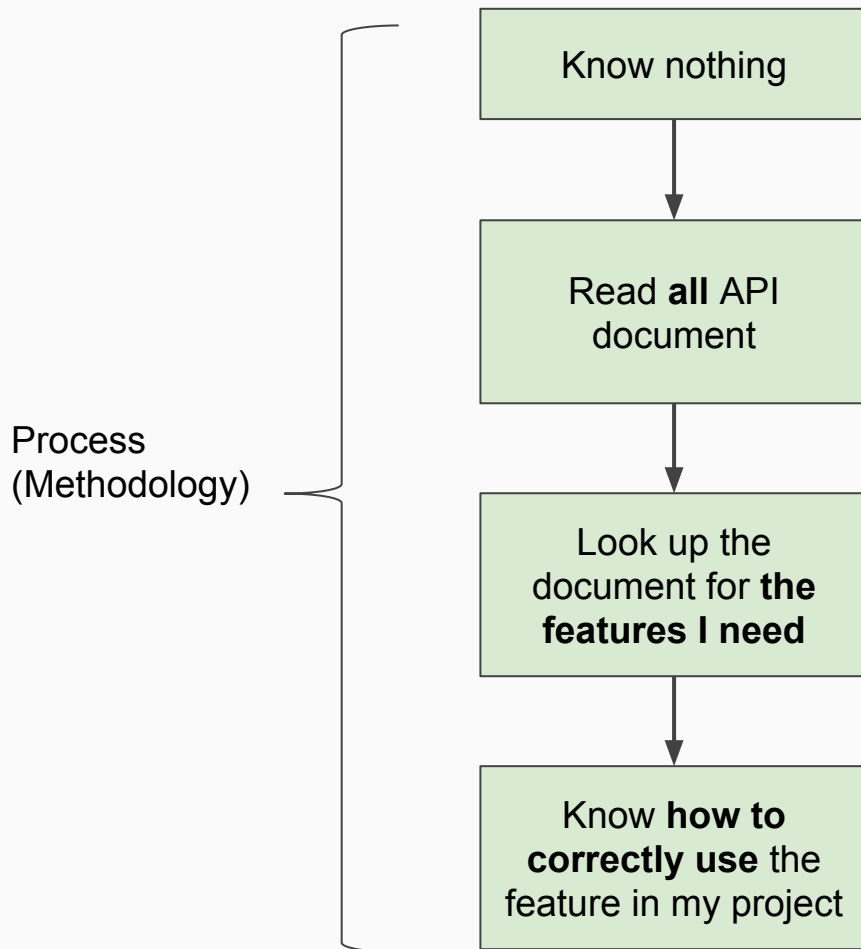 Know nothing
Read all API
document
Process
(Methodology)
Look up the
document for the
features I need
Know how to
correctly use the
feature in my project